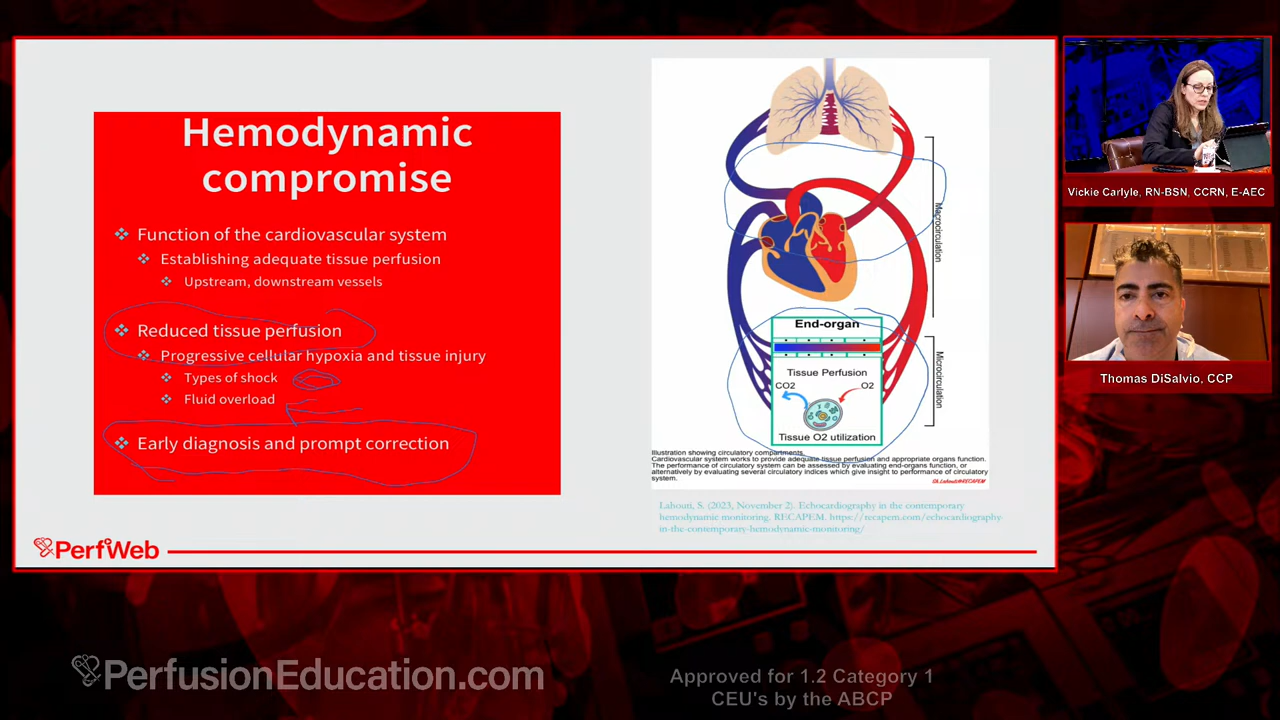 Hemodynamic
compromise
Function of the cardiovascular system
Establishing adequate tissue perfusion
Upstream, downstream vessels
Reduced tissue perfusion
Progressive cellular hypoxia and tissue injury
Types of shock
Fluid overload
Early diagnosis and prompt correction
Macrocirculation
End-organ
Tissue Perfusion
CO2
O2
Tissue O2 utilization
Microcirculation
Illustration showing circulatory compartments.
Cardiovascular system works to provide adequate tissue perfusion and appropriate organs function.
The performance of circulatory system can be assessed by evaluating end-organs function, or
alternatively by evaluating several circulatory indices which give insight to performance of circulatory
system.
Lahouti, S. (2023, November 2). Echocardiography in the contemporary
hemodynamic monitoring. RECAPEM. https://recapem.com/echocardiography-
in-the-contemporary-hemodynamic-monitoring/
PerfWeb
Vickie Carlyle, RN-BSN, CCRN, E-AEC
Thomas DiSalvio, CCP
PerfusionEducation.com
Approved for 1.2 Category 1
CEU's by the ABCP